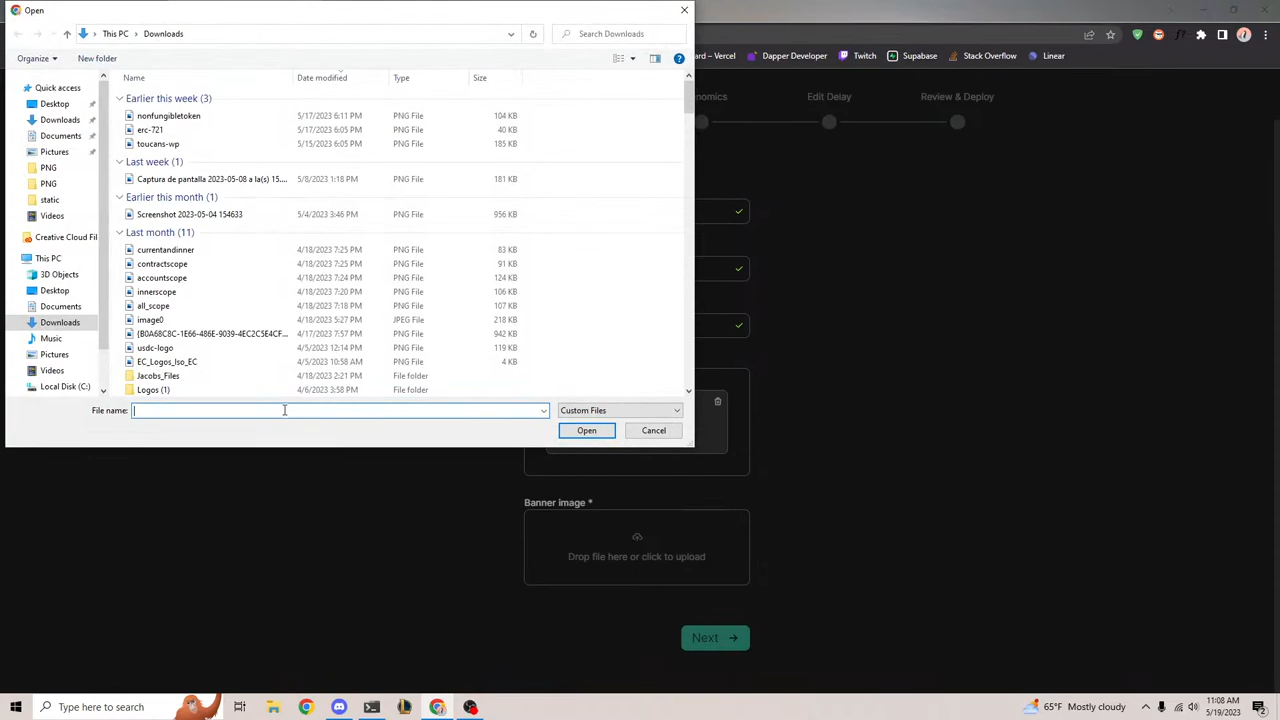 Open
This PC > Downloads
Search Downloads
Organize
New folder
rd – Vercel
Dapper Developer
Twitch
Supabase
Stack Overflow
Linear
Name
Date modified
Type
Size
Quick access
Desktop
Downloads
Documents
Pictures
PNG
PNG
static
Videos
Creative Cloud Fil
This PC
3D Objects
Desktop
Documents
Downloads
Music
Pictures
Videos
Local Disk (C:)
Earlier this week (3)
nonfungibletoken 5/17/2023 6:11 PM PNG File 104 KB
erc-721 5/17/2023 6:05 PM PNG File 40 KB
toucans-wp 5/15/2023 6:05 PM PNG File 185 KB
Last week (1)
Captura de pantalla 2023-05-08 a la(s) 15.... 5/8/2023 1:18 PM PNG File 181 KB
Earlier this month (1)
Screenshot 2023-05-04 154633 5/4/2023 3:46 PM PNG File 956 KB
Last month (11)
currentandinner 4/18/2023 7:25 PM PNG File 83 KB
contractscope 4/18/2023 7:25 PM PNG File 91 KB
accountscope 4/18/2023 7:24 PM PNG File 124 KB
innerscope 4/18/2023 7:20 PM PNG File 106 KB
all_scope 4/18/2023 7:18 PM PNG File 107 KB
image0 4/18/2023 5:27 PM JPEG File 218 KB
{B0A68C8C-1E66-486E-9039-4EC2C5E4CF... 4/17/2023 7:57 PM PNG File 942 KB
usdc-logo 4/5/2023 12:14 PM PNG File 119 KB
EC_Logos_Iso_EC 4/5/2023 10:58 AM PNG File 4 KB
Jacobs_Files 4/18/2023 2:21 PM File folder
Logos (1) 4/6/2023 3:58 PM File folder
File name:
Custom Files
Open
Cancel
nomics
Edit Delay
Review & Deploy
Banner image *
Drop file here or click to upload
Next →
Type here to search
65°F Mostly cloudy
11:08 AM
5/19/2023
2